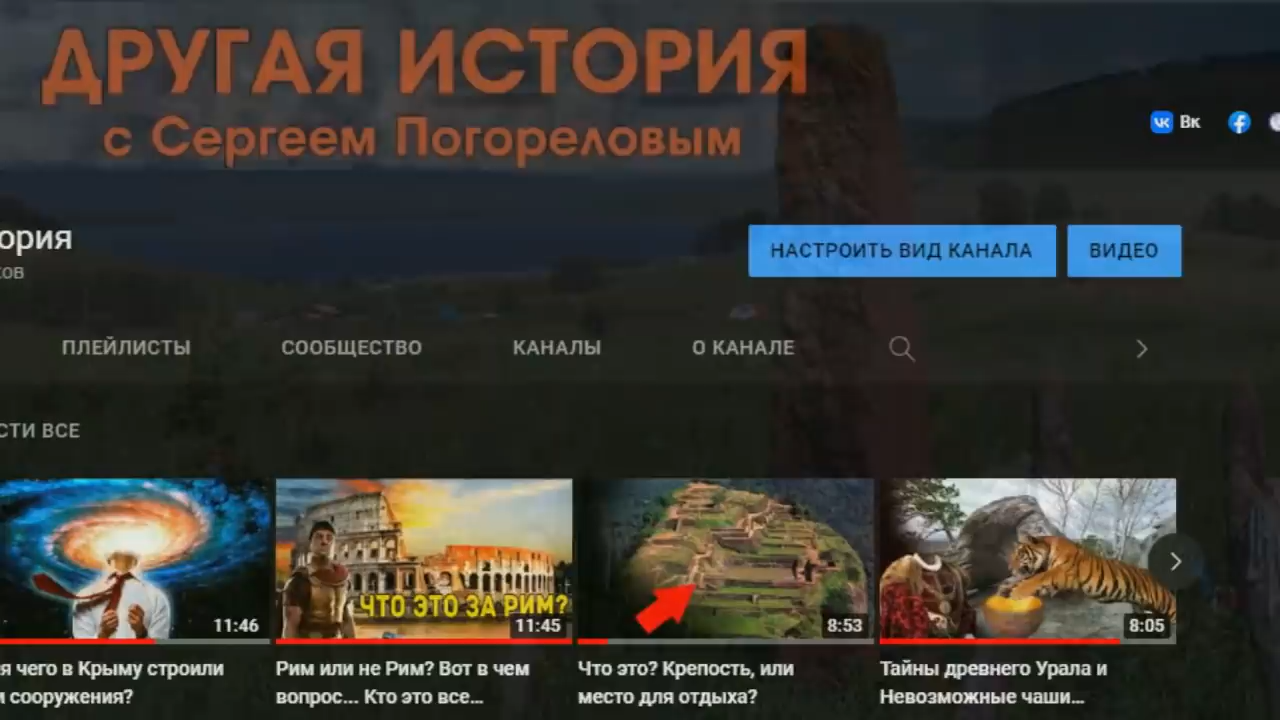 ДРУГАЯ ИСТОРИЯ
с Сергеем Погореловым
Вк
ория
ков
НАСТРОИТЬ ВИД КАНАЛА
ВИДЕО
ПЛЕЙЛИСТЫ
СООБЩЕСТВО
КАНАЛЫ
О КАНАЛЕ
СТИ ВСЕ
11:46
ЧТО ЭТО ЗА РИМ?
11:45
8:53
8:05
я чего в Крыму строили
и сооружения?
Рим или не Рим? Вот в чем
вопрос... Кто это все...
Что это? Крепость, или
место для отдыха?
Тайны древнего Урала и
Невозможные чаши...